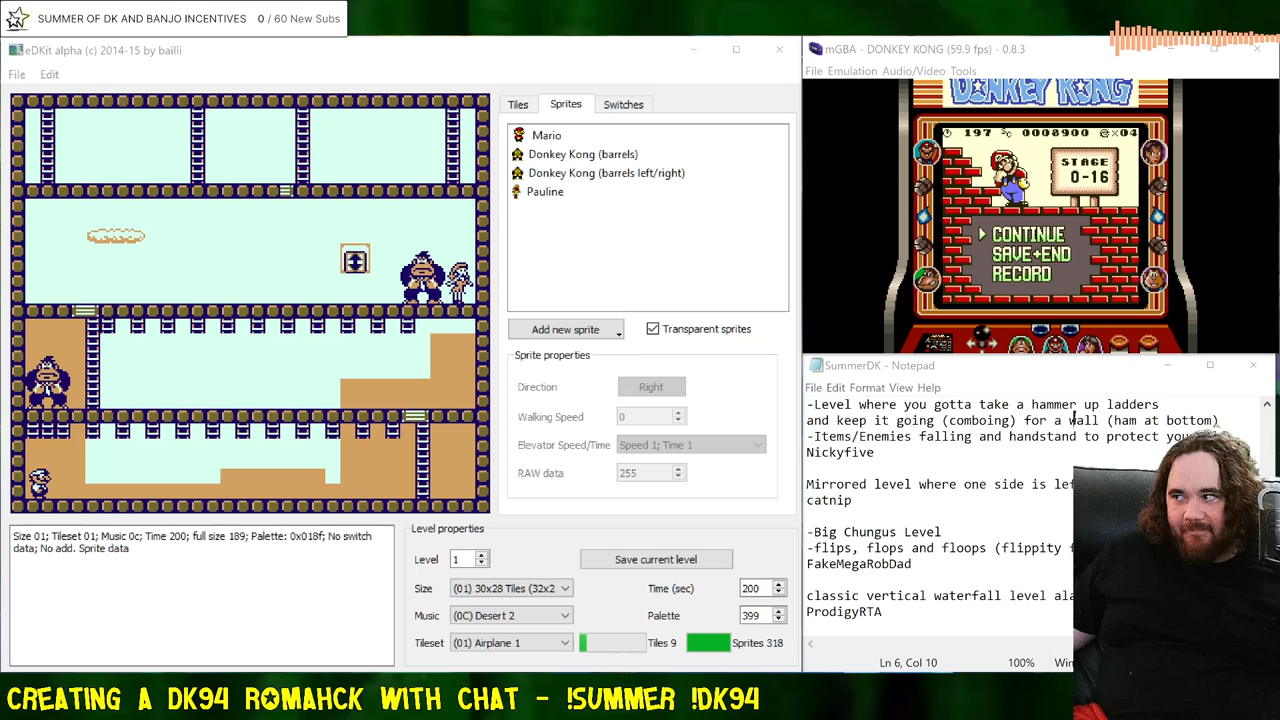 SUMMER OF DK AND BANJO INCENTIVES 0 / 60 New Subs
eDKit alpha (c) 2014-15 by bailli
File Edit
Tiles Sprites Switches
Mario
Donkey Kong (barrels)
Donkey Kong (barrels left/right)
Pauline
Add new sprite
Transparent sprites
Sprite properties
Direction Right
Walking Speed 0
Elevator Speed/Time Speed 1; Time 1
RAW data 255
Size 01; Tileset 01; Music 0c; Time 200; full size 189; Palette: 0x018f; No switch
data; No add. Sprite data
Level properties
Level 1 Save current level
Size (01) 30x28 Tiles (32x2 Time (sec) 200
Music (0C) Desert 2 Palette 399
Tileset (01) Airplane 1 Tiles 9 Sprites 318
mGBA - DONKEY KONG (59.9 fps) - 0.8.3
File Emulation Audio/Video Tools
DONKEY KONG
197 0008900 ×04
STAGE
0-16
CONTINUE
SAVE+END
RECORD
SummerDK - Notepad
File Edit Format View Help
-Level where you gotta take a hammer up ladders
and keep it going (comboing) for a wall (ham at bottom)
-Items/Enemies falling and handstand to protect
Nickyfive
Mirrored level where one side is
catnip
-Big Chungus Level
-flips, flops and floops (flippity
FakeMegaRobDad
classic vertical waterfall level
ProdigyRTA
Ln 6, Col 10 100%
CREATING A DK94 ROMAHCK WITH CHAT - !SUMMER !DK94